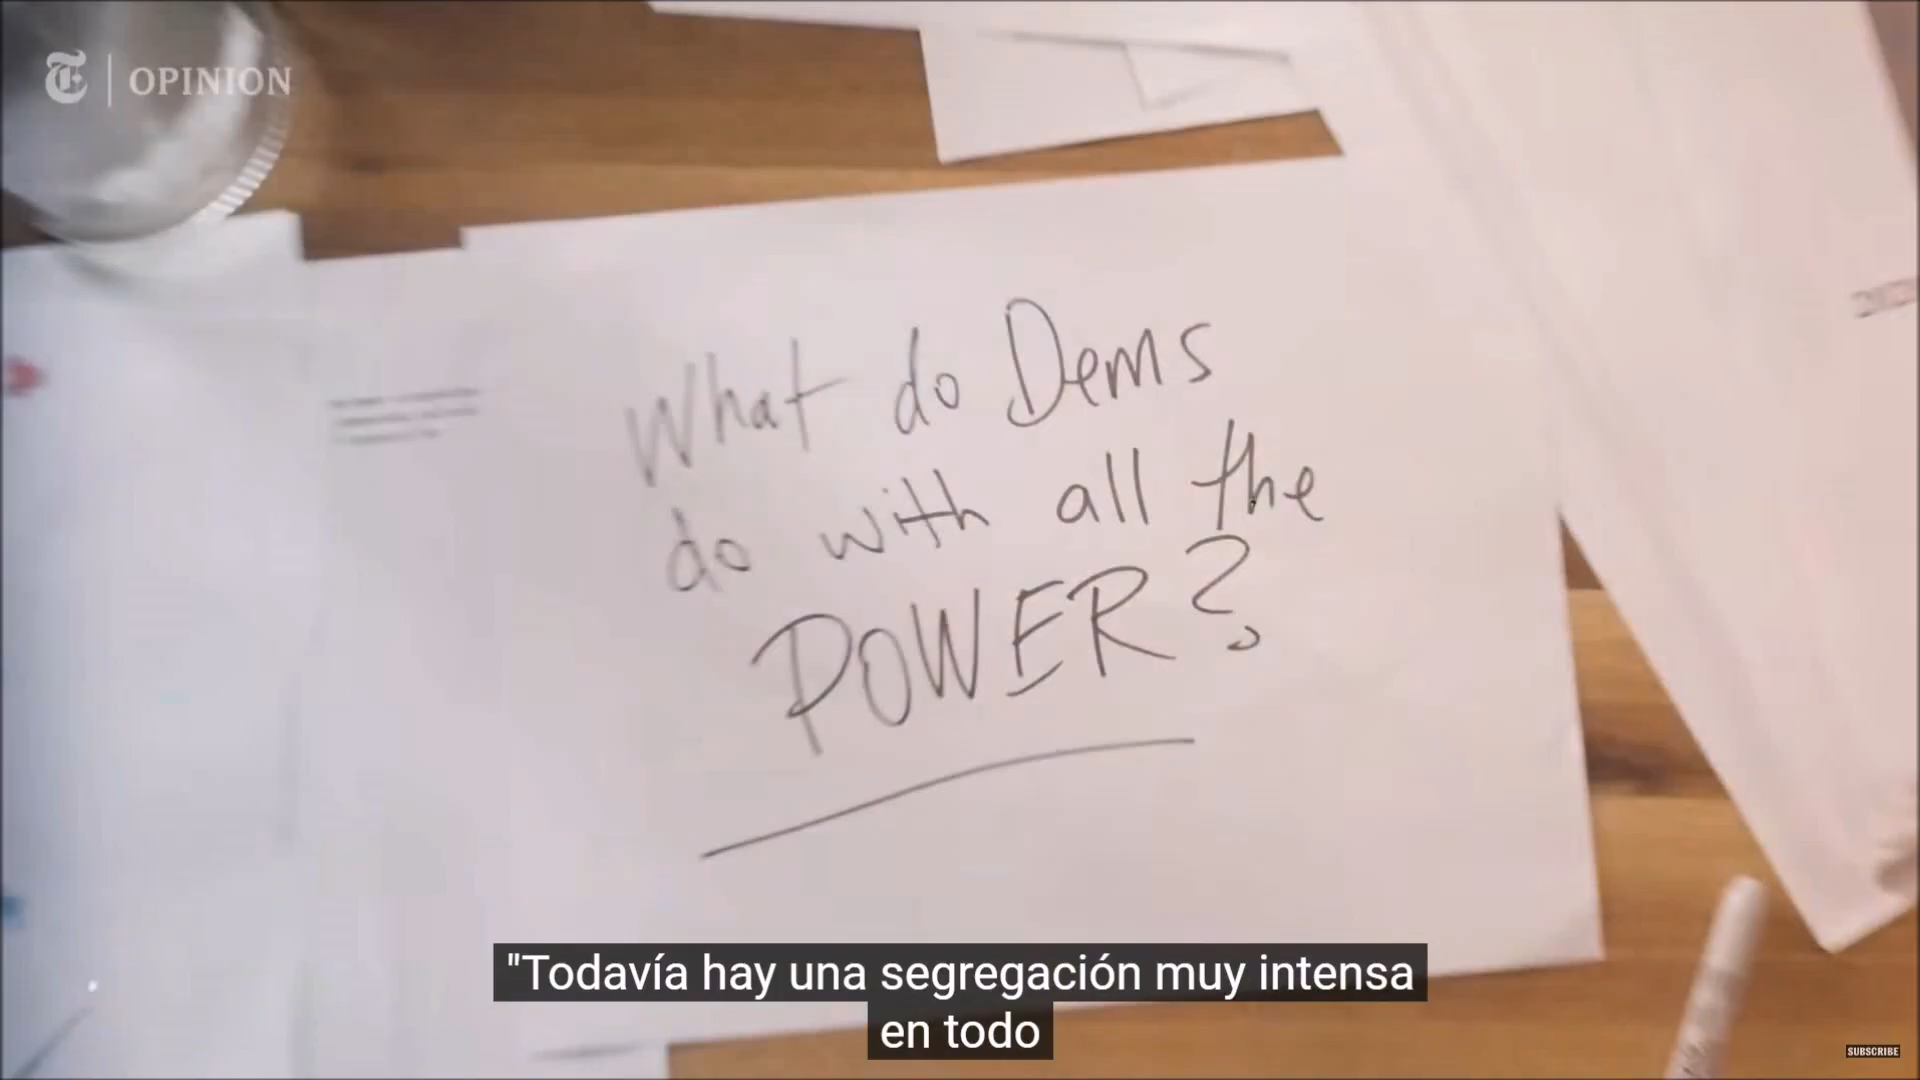 T | OPINION
What do Dems
do with all the
POWER?
"Todavía hay una segregación muy intensa
en todo
SUBSCRIBE